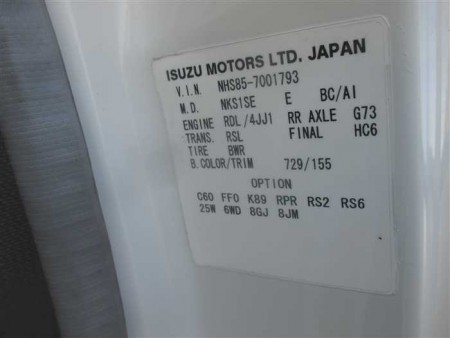 ISUZU MOTORS LTD. JAPAN
V.I.N. NHS85-7001793
M.D. NKS1SE E BC/AI
ENGINE RDL/4JJ1 RR AXLE G73
TRANS. RSL FINAL HC6
TIRE BWR
B.COLOR/TRIM 729/155
OPTION
C60 FF0 K89 RPR RS2 RS6
25W 6WD 8GJ 8JM